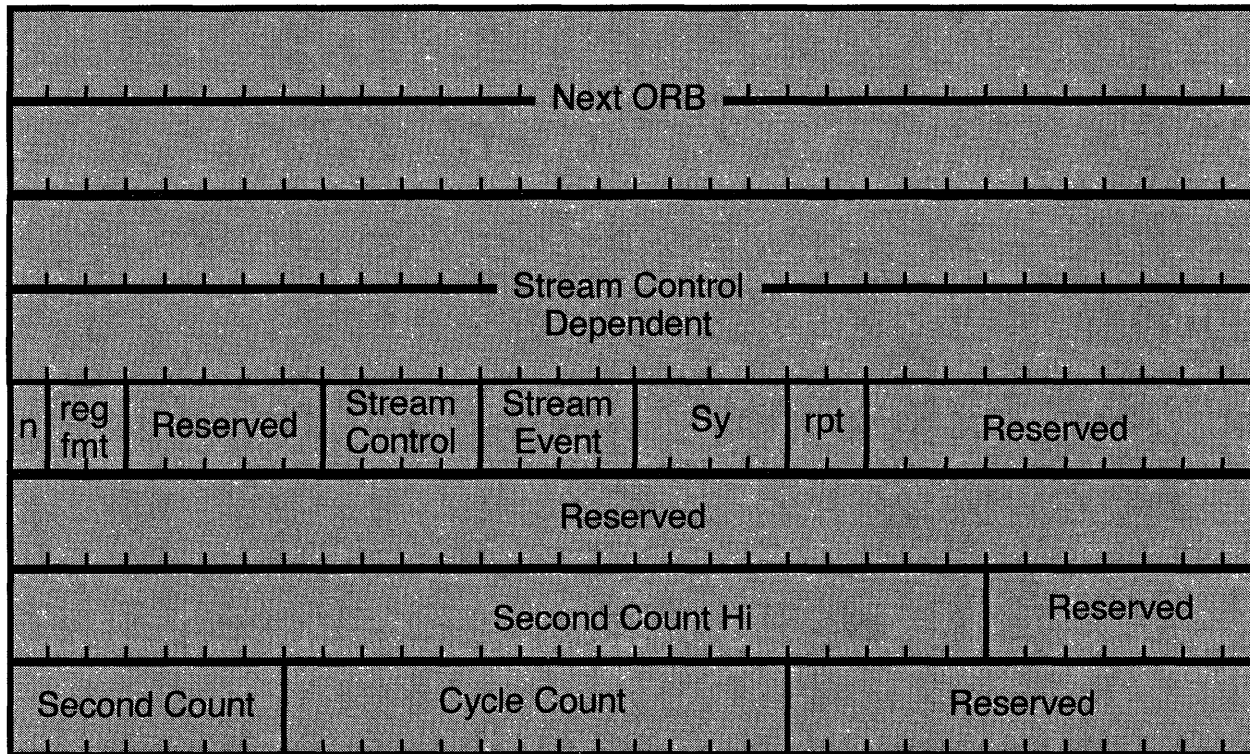 Next ORB
Stream Control
Dependent
n
reg
fmt
Reserved
Stream
Control
Stream
Event
Sy
rpt
Reserved
Reserved
Second Count Hi
Reserved
Second Count
Cycle Count
Reserved